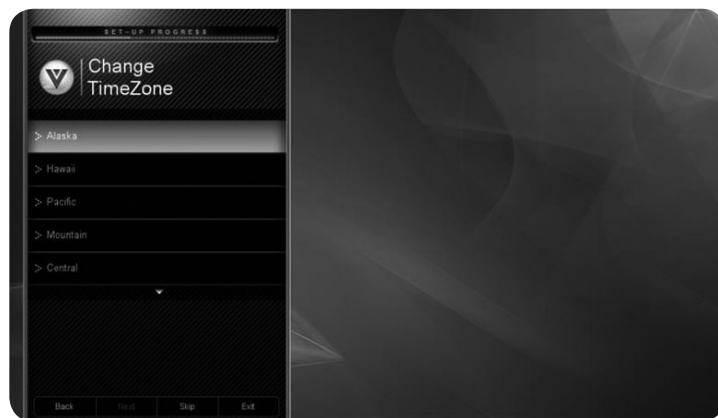 SET-UP PROGRESS
Change
TimeZone
> Alaska
> Hawaii
> Pacific
> Mountain
> Central
Back Next Skip Exit